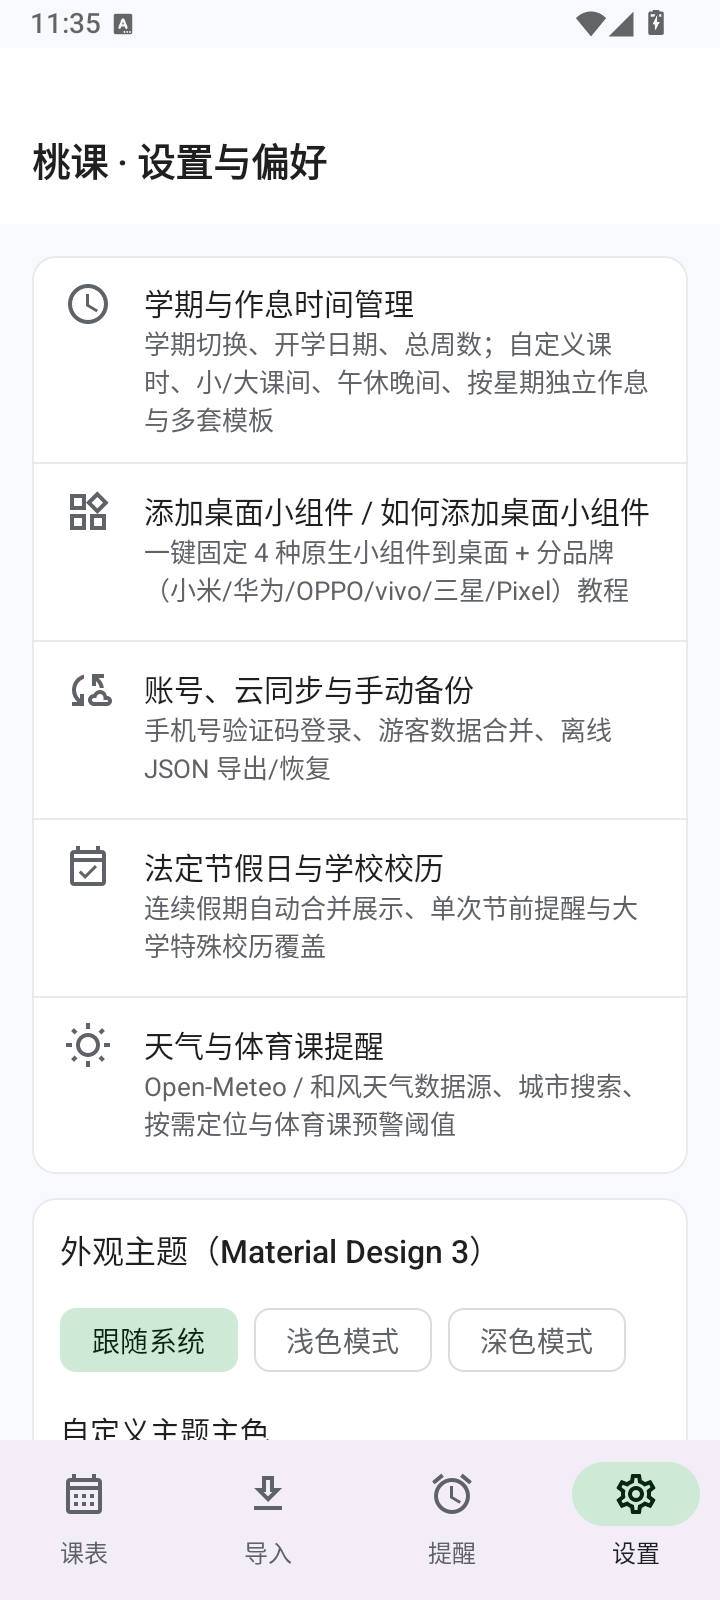 11:35
桃课 · 设置与偏好
学期与作息时间管理
学期切换、开学日期、总周数；自定义课
时、小/大课间、午休晚间、按星期独立作息
与多套模板
添加桌面小组件 / 如何添加桌面小组件
一键固定 4 种原生小组件到桌面 + 分品牌
（小米/华为/OPPO/vivo/三星/Pixel）教程
账号、云同步与手动备份
手机号验证码登录、游客数据合并、离线
JSON 导出/恢复
法定节假日与学校校历
连续假期自动合并展示、单次节前提醒与大
学特殊校历覆盖
天气与体育课提醒
Open-Meteo / 和风天气数据源、城市搜索、
按需定位与体育课预警阈值
外观主题（Material Design 3）
跟随系统
浅色模式
深色模式
自定义主题主色
课表
导入
提醒
设置